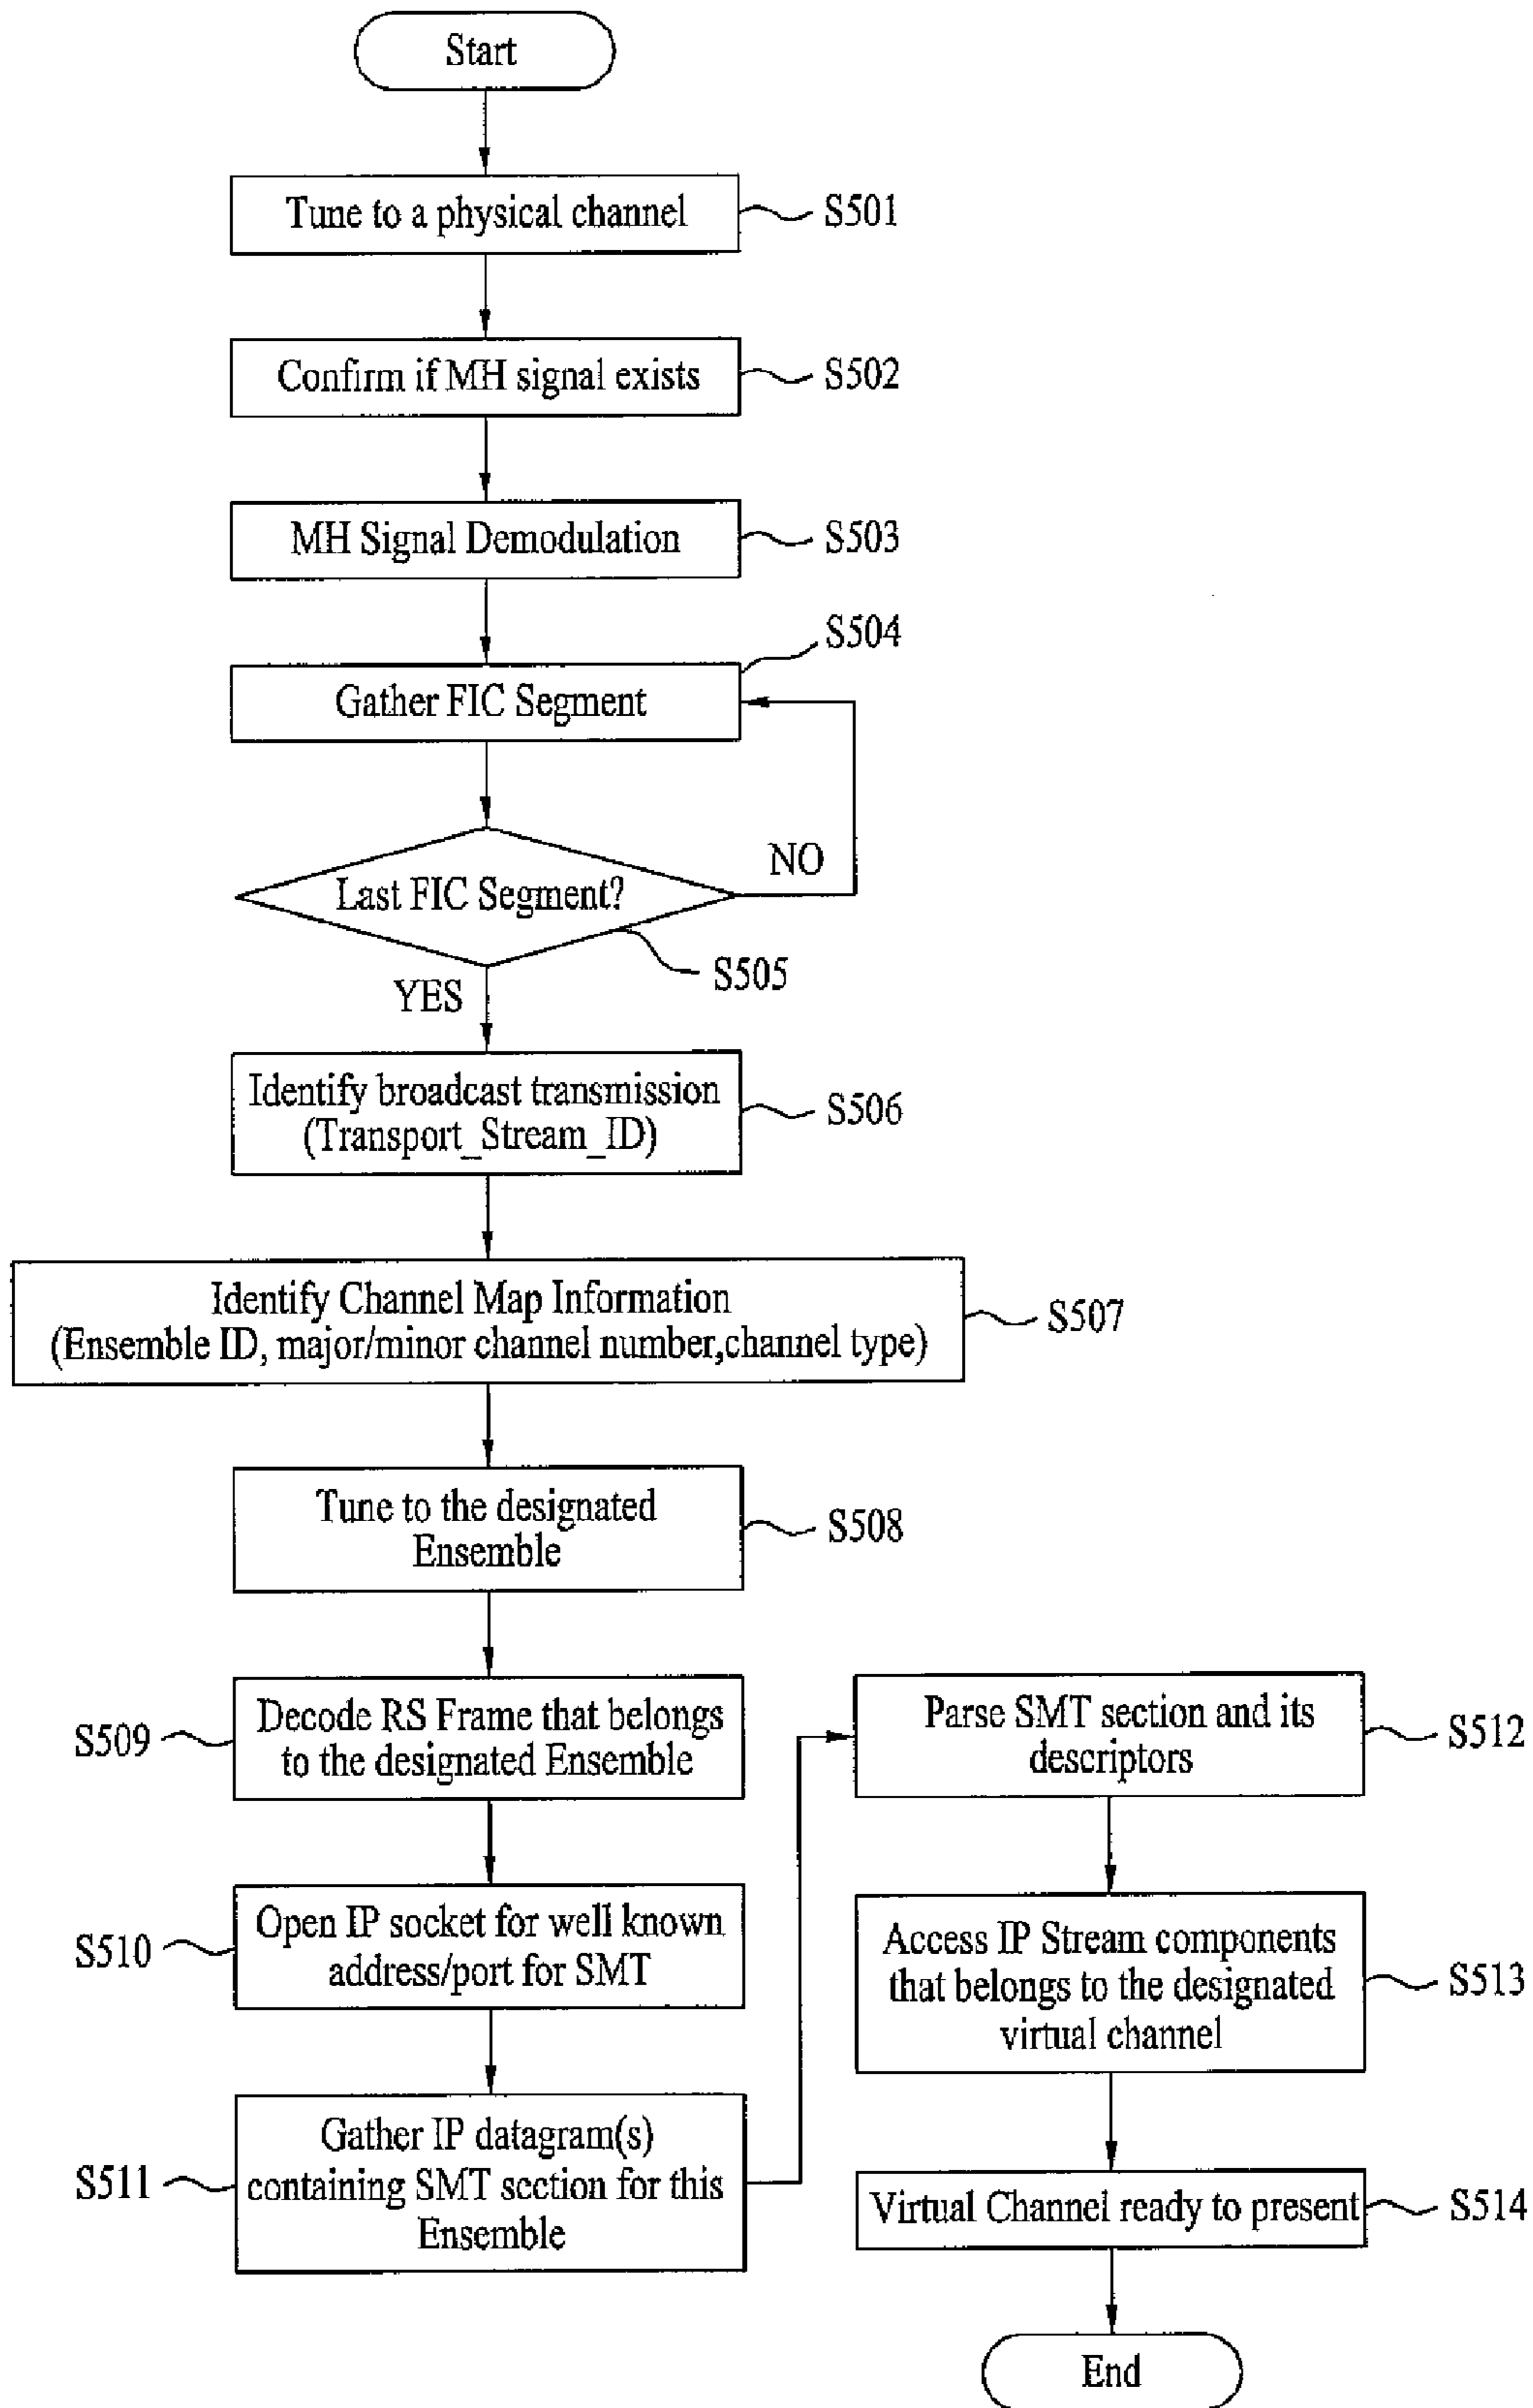 Start
Tune to a physical channel
S501
Confirm if MH signal exists
S502
MH Signal Demodulation
S503
S504
Gather FIC Segment
NO
Last FIC Segment?
S505
YES
Identify broadcast transmission
(Transport_Stream_ID)
S506
Identify Channel Map Information
(Ensemble ID, major/minor channel number,channel type)
S507
Tune to the designated
Ensemble
S508
S509
Decode RS Frame that belongs
to the designated Ensemble
S510
Open IP socket for well known
address/port for SMT
S511
Gather IP datagram(s)
containing SMT section for this
Ensemble
Parse SMT section and its
descriptors
S512
Access IP Stream components
that belongs to the designated
virtual channel
S513
Virtual Channel ready to present
S514
End